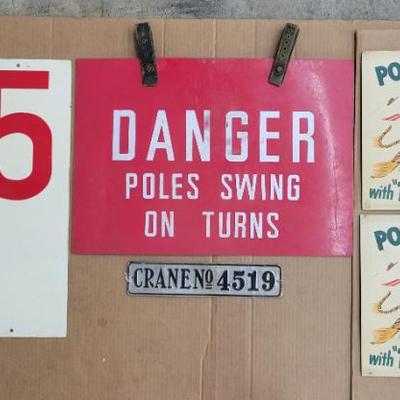 5
DANGER
POLES SWING
ON TURNS
CRANE No 4519
PO
with "
PO
with "